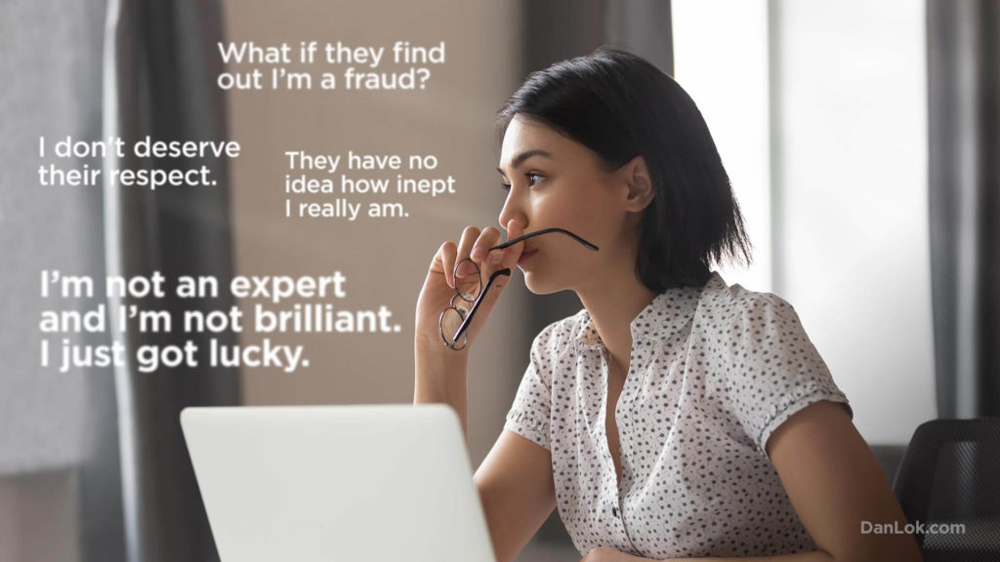 What if they find
out I'm a fraud?
I don't deserve
their respect.
They have no
idea how inept
I really am.
I'm not an expert
and I'm not brilliant.
I just got lucky.
DanLok.com